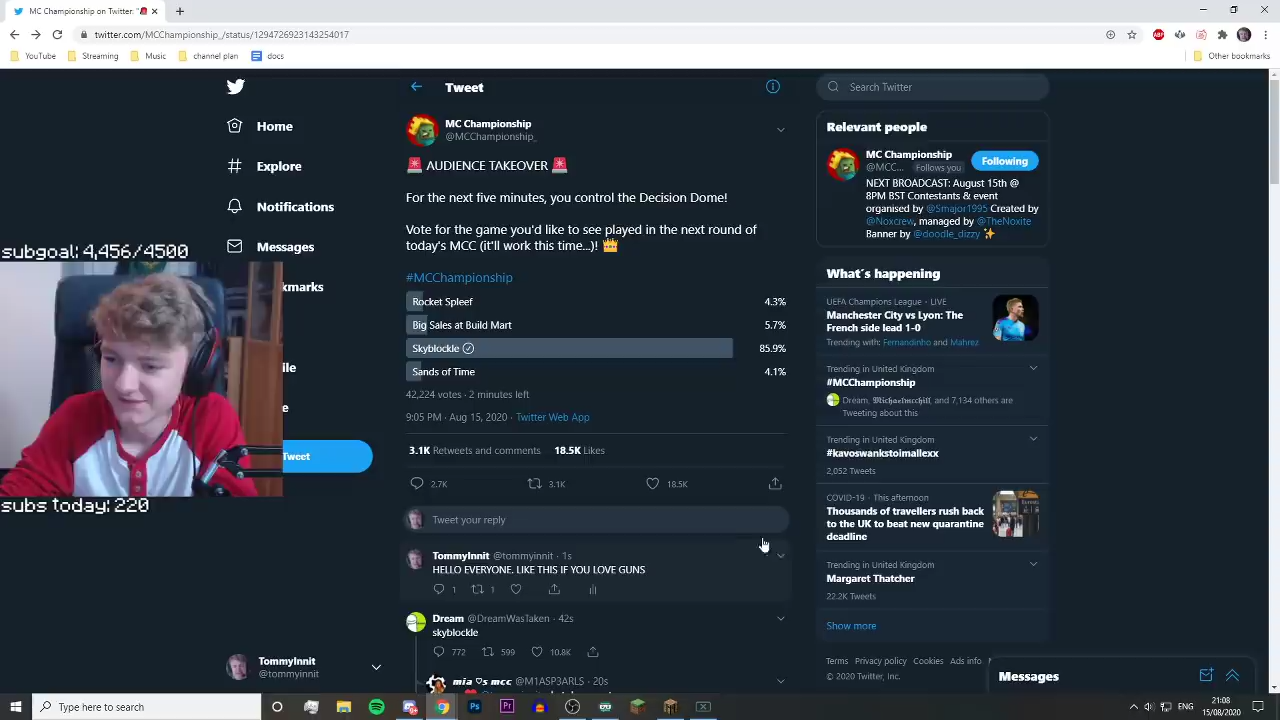 MC Championship on Twitter: "🚨
twitter.com/MCChampionship_/status/1294726923143254017
YouTube
Streaming
Music
channel plan
docs
Other bookmarks
Home
Explore
Notifications
Messages
Tweet
TommyInnit
@tommyinnit
subgoal: 4,456/4500
subs today: 220
Tweet
MC Championship
@MCChampionship_
🚨 AUDIENCE TAKEOVER 🚨
For the next five minutes, you control the Decision Dome!
Vote for the game you'd like to see played in the next round of
today's MCC (it'll work this time...)! 👑
#MCChampionship
Rocket Spleef 4.3%
Big Sales at Build Mart 5.7%
Skyblockle 85.9%
Sands of Time 4.1%
42,224 votes · 2 minutes left
9:05 PM · Aug 15, 2020 · Twitter Web App
3.1K Retweets and comments 18.5K Likes
2.7K 3.1K 18.5K
Tweet your reply
TommyInnit @tommyinnit · 1s
HELLO EVERYONE. LIKE THIS IF YOU LOVE GUNS
1 1
Dream @DreamWasTaken · 42s
skyblockle
772 599 10.8K
mia ♡s mcc @M1ASP3ARLS · 20s
Search Twitter
Relevant people
MC Championship
@MCC... Follows you
Following
NEXT BROADCAST: August 15th @
8PM BST Contestants & event
organised by @Smajor1995 Created by
@Noxcrew, managed by @TheNoxite
Banner by @doodle_dizzy ✨
What's happening
UEFA Champions League · LIVE
Manchester City vs Lyon: The
French side lead 1-0
Trending with: Fernandinho and Mahrez
Trending in United Kingdom
#MCChampionship
Dream, 𝕸𝖎𝖈𝖍𝖆𝖊𝖑𝖒𝖈𝖈𝖍𝖎𝖑𝖑, and 7,134 others are
Tweeting about this
Trending in United Kingdom
#kavoswankstoimallexx
2,052 Tweets
COVID-19 · This afternoon
Thousands of travellers rush back
to the UK to beat new quarantine
deadline
Trending in United Kingdom
Margaret Thatcher
22.2K Tweets
Show more
Terms Privacy policy Cookies Ads info
© 2020 Twitter, Inc.
Messages
Type here to search
21:08
15/08/2020